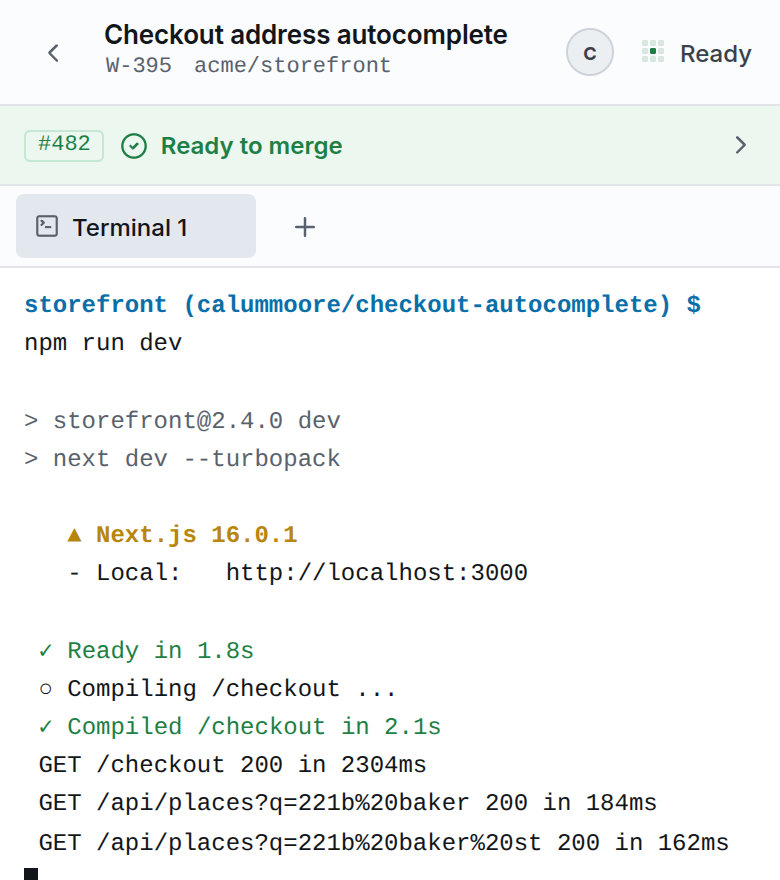 Checkout address autocomplete
W-395 acme/storefront
C
Ready
#482 Ready to merge
Terminal 1
storefront (calummoore/checkout-autocomplete) $
npm run dev
> storefront@2.4.0 dev
> next dev --turbopack
▲ Next.js 16.0.1
- Local: http://localhost:3000
✓ Ready in 1.8s
○ Compiling /checkout ...
✓ Compiled /checkout in 2.1s
GET /checkout 200 in 2304ms
GET /api/places?q=221b%20baker 200 in 184ms
GET /api/places?q=221b%20baker%20st 200 in 162ms